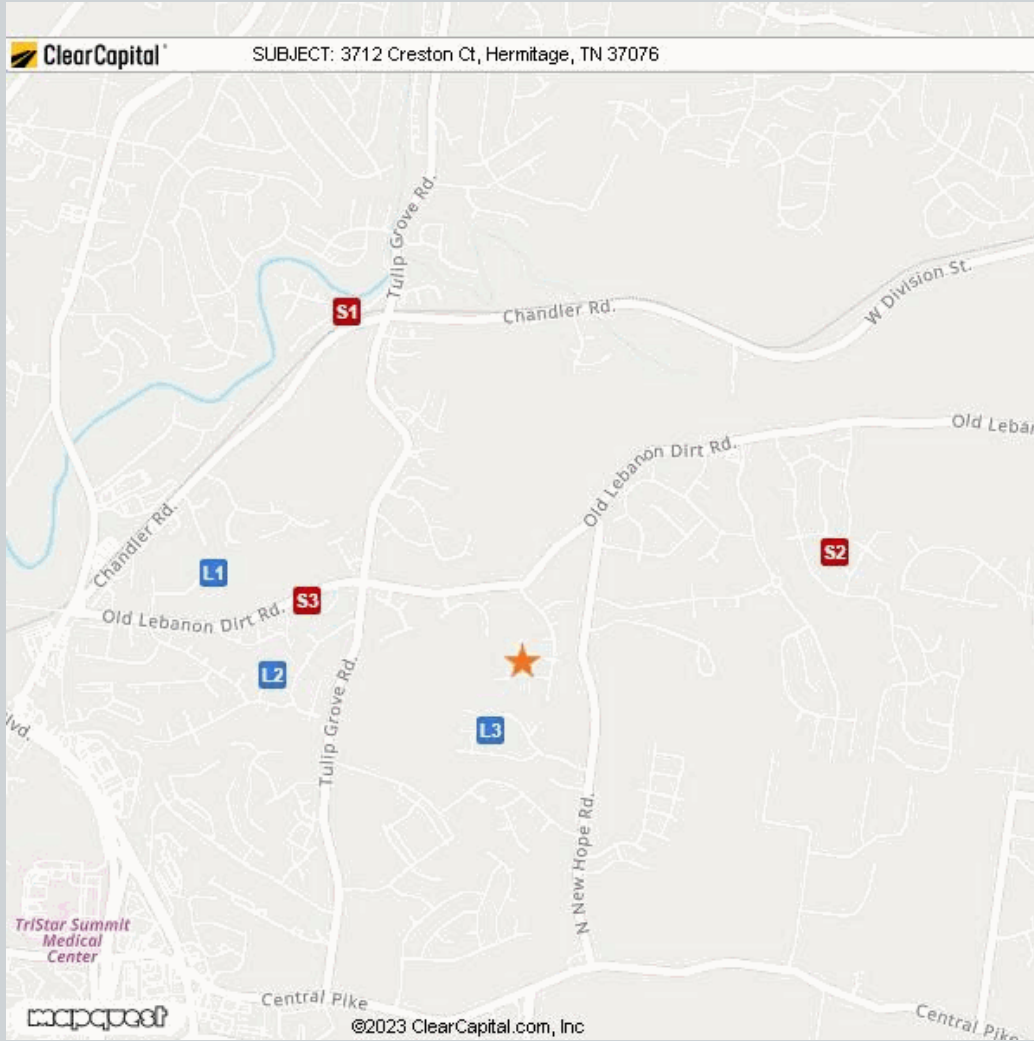 ClearCapital
SUBJECT: 3712 Creston Ct, Hermitage, TN 37076
Tulip Grove Rd.
W Division St.
S1
Chandler Rd.
Old Lebanon Dirt Rd.
Old Lebar
Chandler Rd.
S2
L1
S3
Old Lebanon Dirt Rd.
L2
Tulip Grove Rd.
L3
lvd.
N New Hope Rd.
TriStar Summit
Medical
Center
Central Pike
Central Pike
mapquest
©2023 ClearCapital.com, Inc